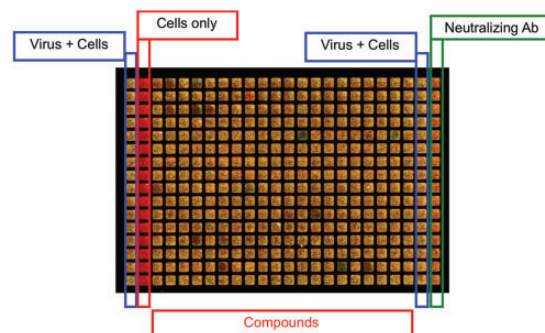 Cells only
Neutralizing Ab
Virus + Cells
Virus + Cells
Compounds